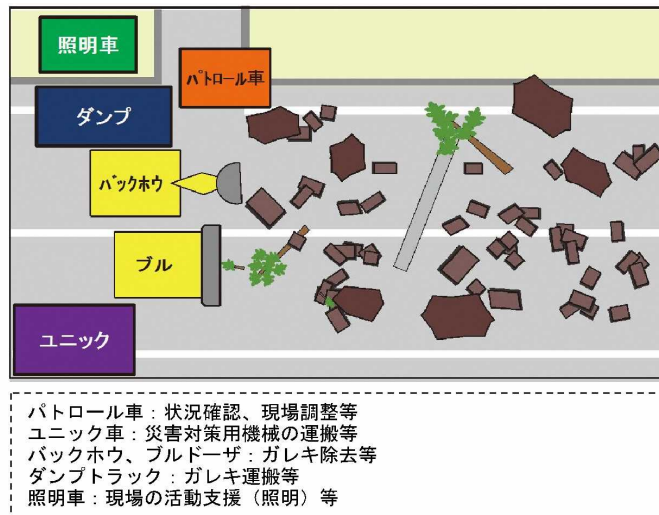 照明車
パトロール車
ダンプ
バックホウ
ブル
ユニック
パトロール車：状況確認、現場調整等
ユニック車：災害対策用機械の運搬等
バックホウ、ブルドーザ：ガレキ除去等
ダンプトラック：ガレキ運搬等
照明車：現場の活動支援（照明）等